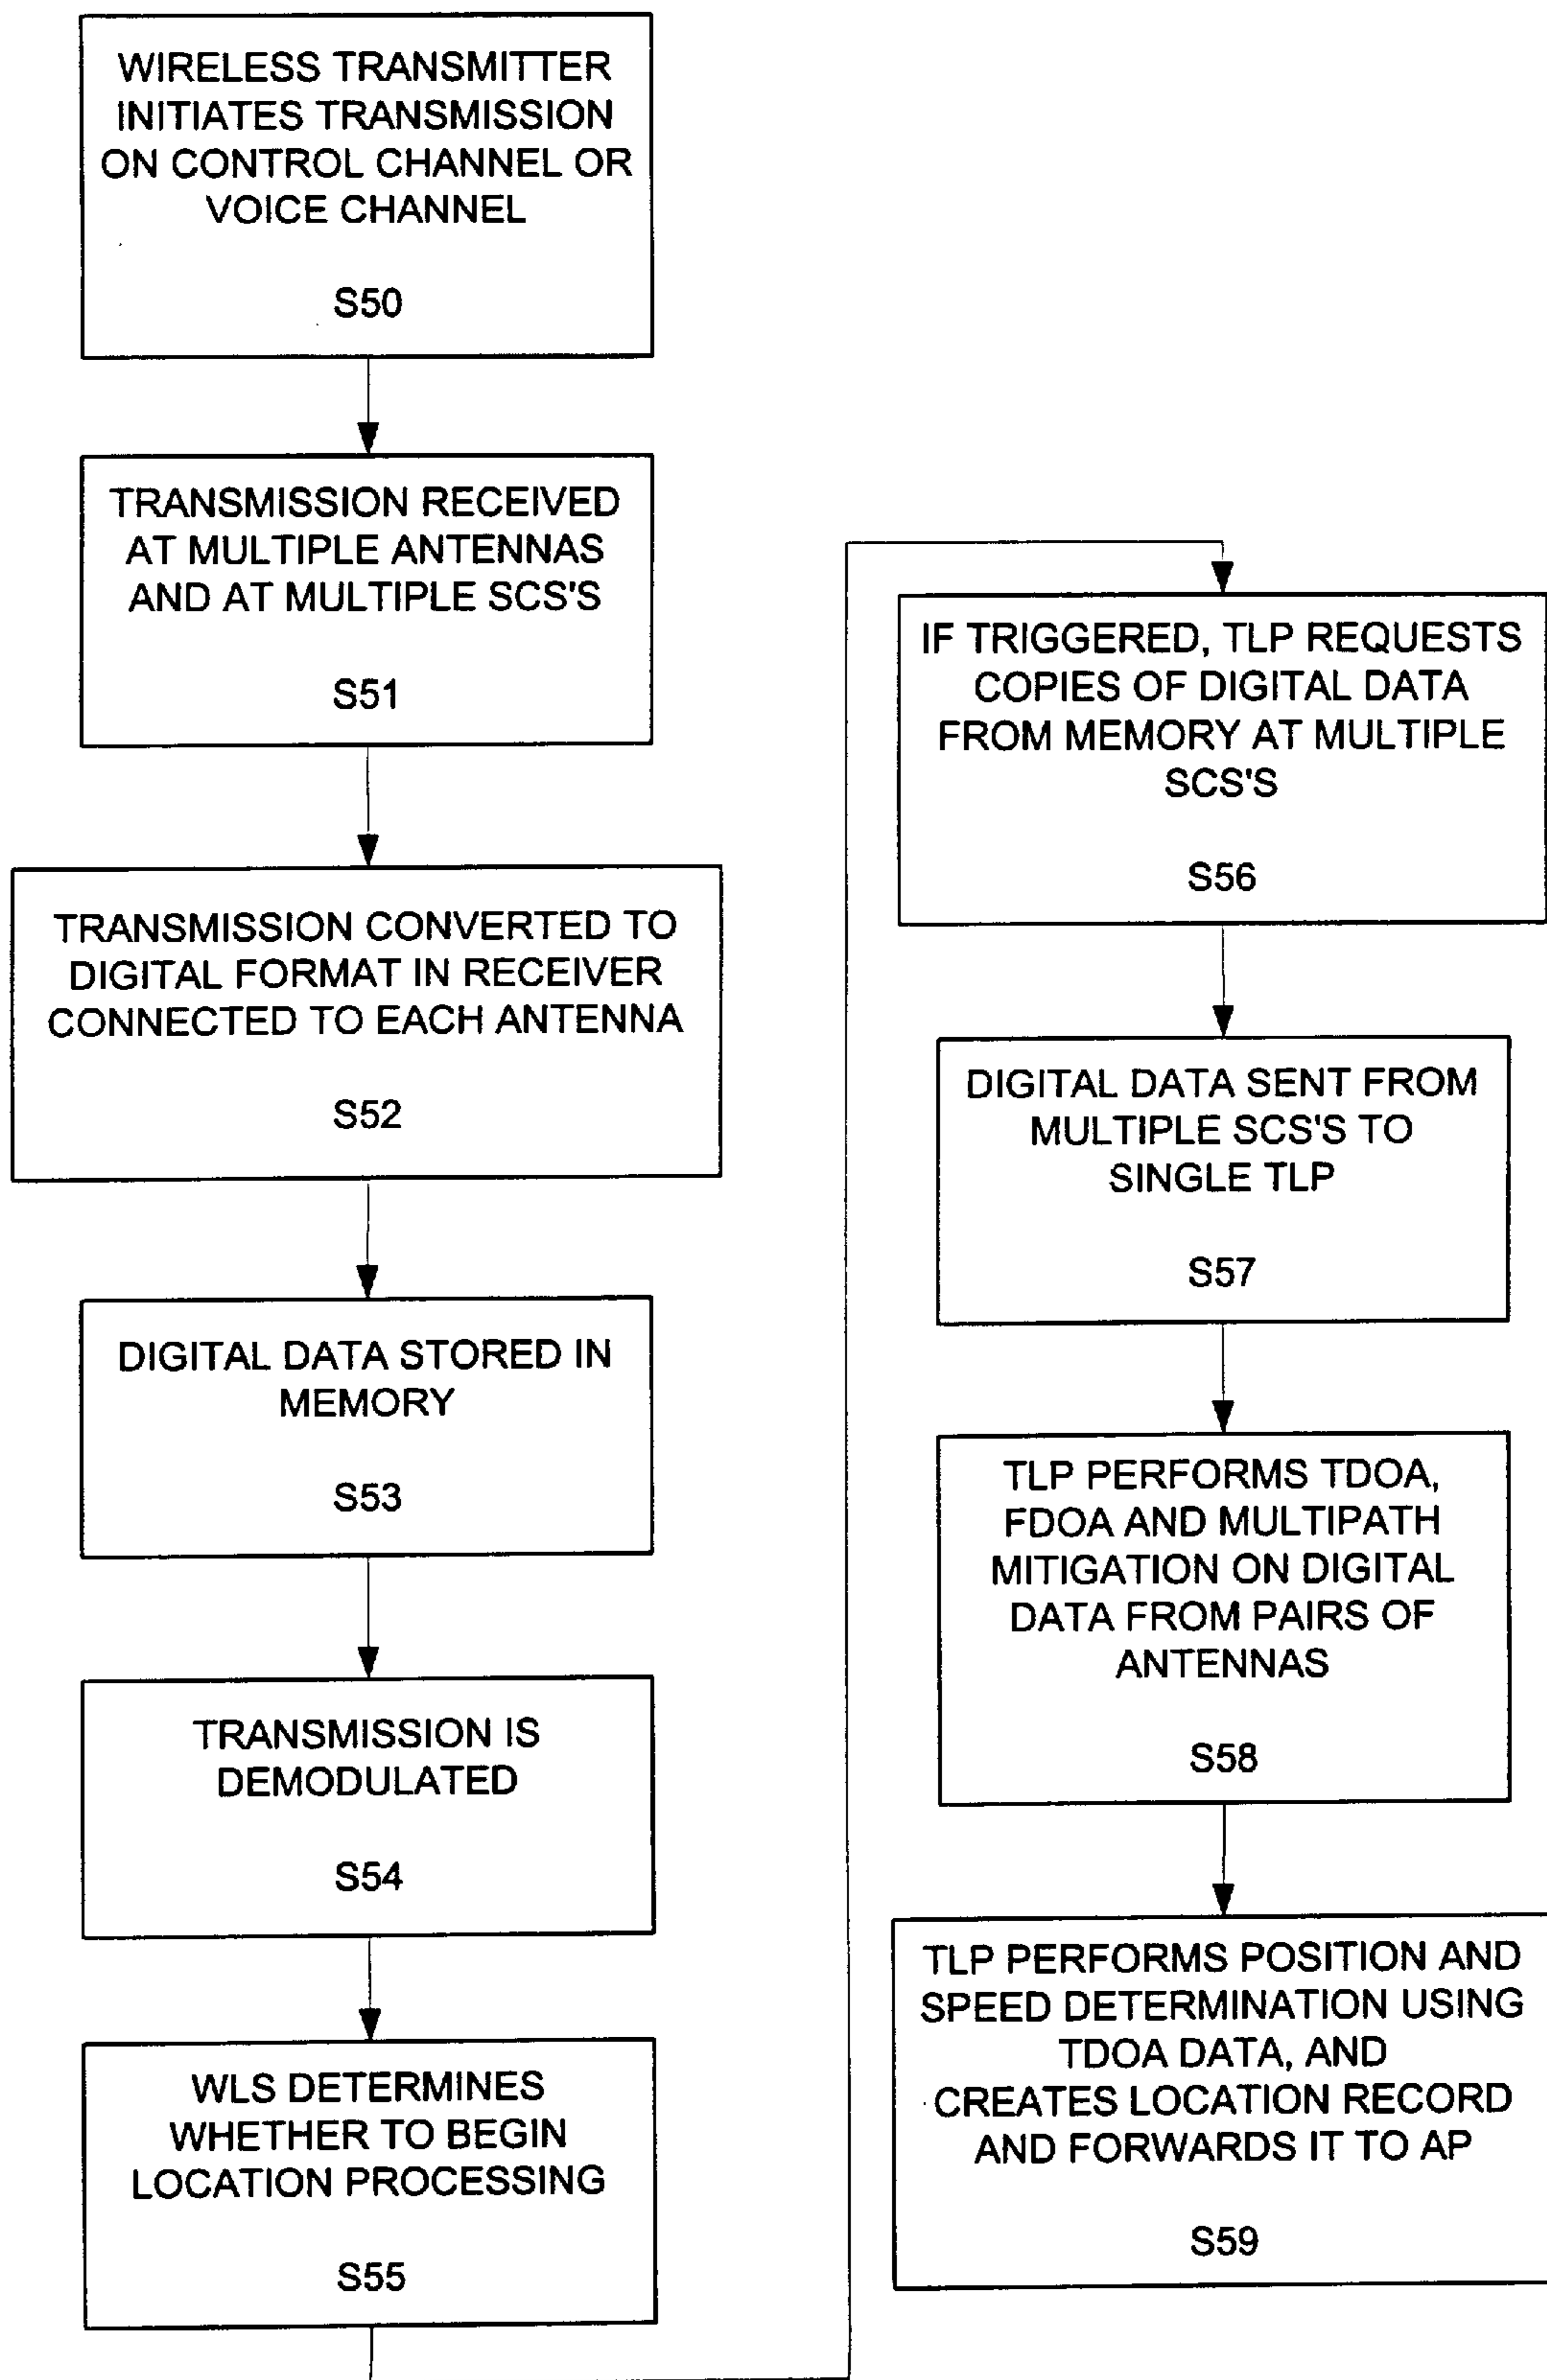 WIRELESS TRANSMITTER
INITIATES TRANSMISSION
ON CONTROL CHANNEL OR
VOICE CHANNEL
S50
TRANSMISSION RECEIVED
AT MULTIPLE ANTENNAS
AND AT MULTIPLE SCS'S
S51
TRANSMISSION CONVERTED TO
DIGITAL FORMAT IN RECEIVER
CONNECTED TO EACH ANTENNA
S52
DIGITAL DATA STORED IN
MEMORY
S53
TRANSMISSION IS
DEMODULATED
S54
WLS DETERMINES
WHETHER TO BEGIN
LOCATION PROCESSING
S55
IF TRIGGERED, TLP REQUESTS
COPIES OF DIGITAL DATA
FROM MEMORY AT MULTIPLE
SCS'S
S56
DIGITAL DATA SENT FROM
MULTIPLE SCS'S TO
SINGLE TLP
S57
TLP PERFORMS TDOA,
FDOA AND MULTIPATH
MITIGATION ON DIGITAL
DATA FROM PAIRS OF
ANTENNAS
S58
TLP PERFORMS POSITION AND
SPEED DETERMINATION USING
TDOA DATA, AND
CREATES LOCATION RECORD
AND FORWARDS IT TO AP
S59